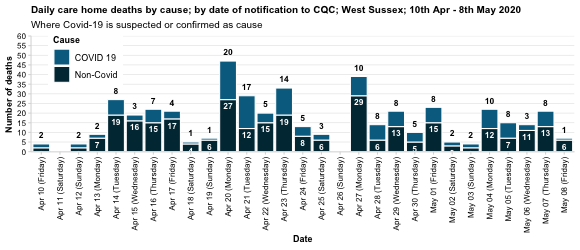 Daily care home deaths by cause; by date of notification to CQC; West Sussex; 10th Apr - 8th May 2020
Where Covid-19 is suspected or confirmed as cause
Cause
COVID 19
Non-Covid
Number of deaths
60
55
50
45
40
35
30
25
20
15
10
5
0
2 2 2 8 3 7 4 1 1 20 17 5 14 5 3 10 8 8 5 8 2 2 10 8 3 8 1
7 19 16 15 17 4 27 12 15 19 8 6 29 6 13 5 15 12 7 11 13 6
Apr 10 (Friday)
Apr 11 (Saturday)
Apr 12 (Sunday)
Apr 13 (Monday)
Apr 14 (Tuesday)
Apr 15 (Wednesday)
Apr 16 (Thursday)
Apr 17 (Friday)
Apr 18 (Saturday)
Apr 19 (Sunday)
Apr 20 (Monday)
Apr 21 (Tuesday)
Apr 22 (Wednesday)
Apr 23 (Thursday)
Apr 24 (Friday)
Apr 25 (Saturday)
Apr 26 (Sunday)
Apr 27 (Monday)
Apr 28 (Tuesday)
Apr 29 (Wednesday)
Apr 30 (Thursday)
May 01 (Friday)
May 02 (Saturday)
May 03 (Sunday)
May 04 (Monday)
May 05 (Tuesday)
May 06 (Wednesday)
May 07 (Thursday)
May 08 (Friday)
Date